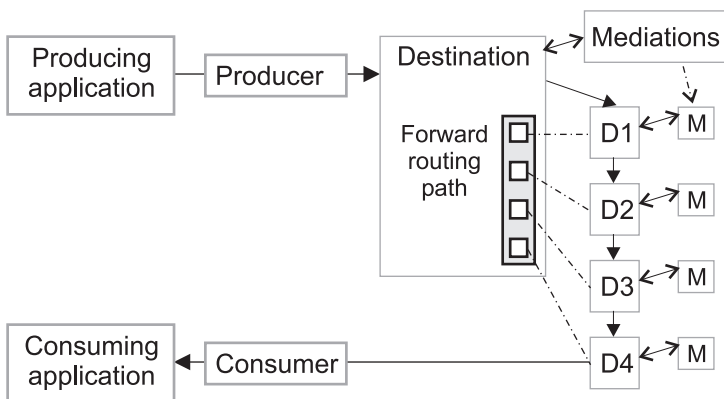 Producing
application
Producer
Destination
Mediations
Forward
routing
path
D1
M
D2
M
D3
M
D4
M
Consuming
application
Consumer